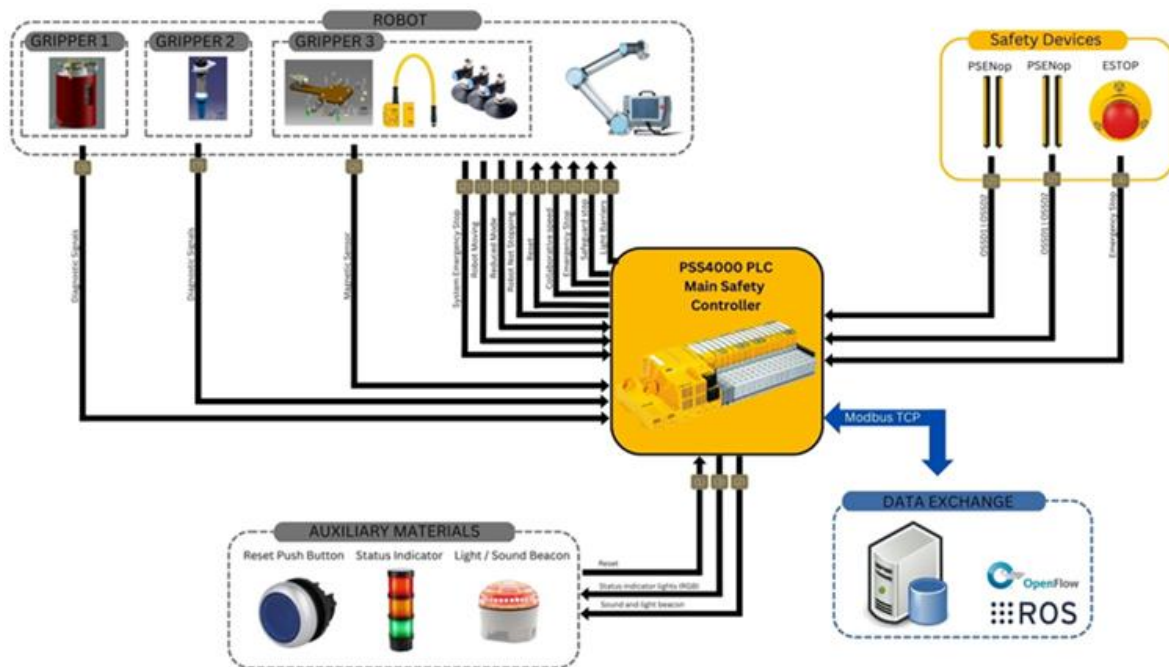 ROBOT
GRIPPER 1
GRIPPER 2
GRIPPER 3
Safety Devices
PSENop
PSENop
ESTOP
Diagnostic Signals
Diagnostic Signals
Magnetic Sensor
System Emergency Stop
Robot Moving
Reduced Mode
Robot Not Stopping
Reset
Collaborative speed
Emergency Stop
Safeguard stop
Light Barriers
OSSD1 | OSSD2
OSSD1 | OSSD2
Emergency Stop
PSS4000 PLC
Main Safety
Controller
Modbus TCP
DATA EXCHANGE
OpenFlow
ROS
AUXILIARY MATERIALS
Reset Push Button
Status Indicator
Light / Sound Beacon
Reset
Status indicator lights (RGB)
Sound and light beacon